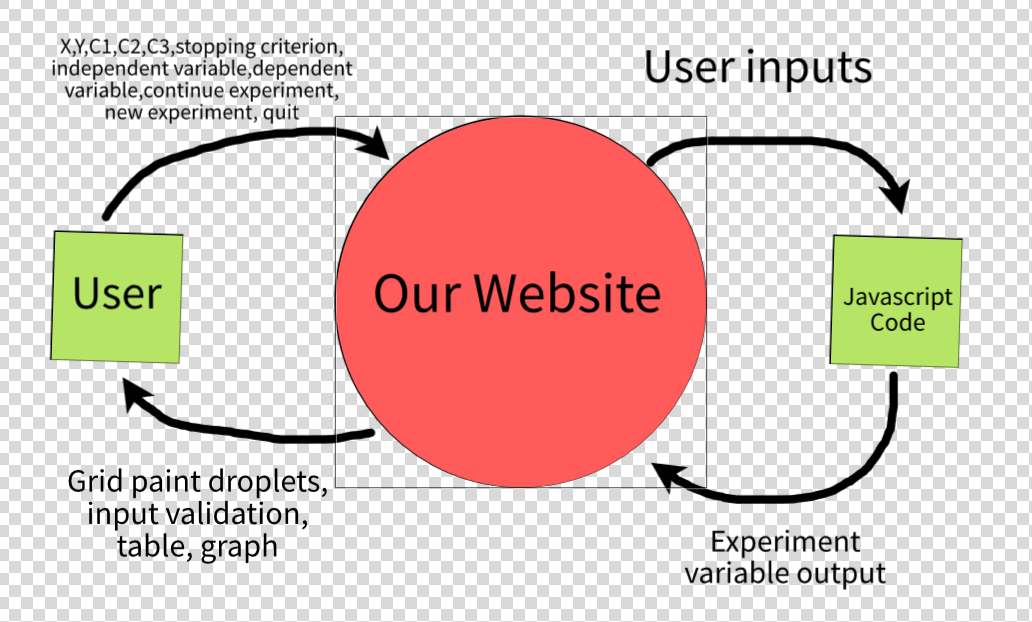 X,Y,C1,C2,C3,stopping criterion,
independent variable,dependent
variable,continue experiment,
new experiment, quit
User inputs
User
Our Website
Javascript
Code
Grid paint droplets,
input validation,
table, graph
Experiment
variable output